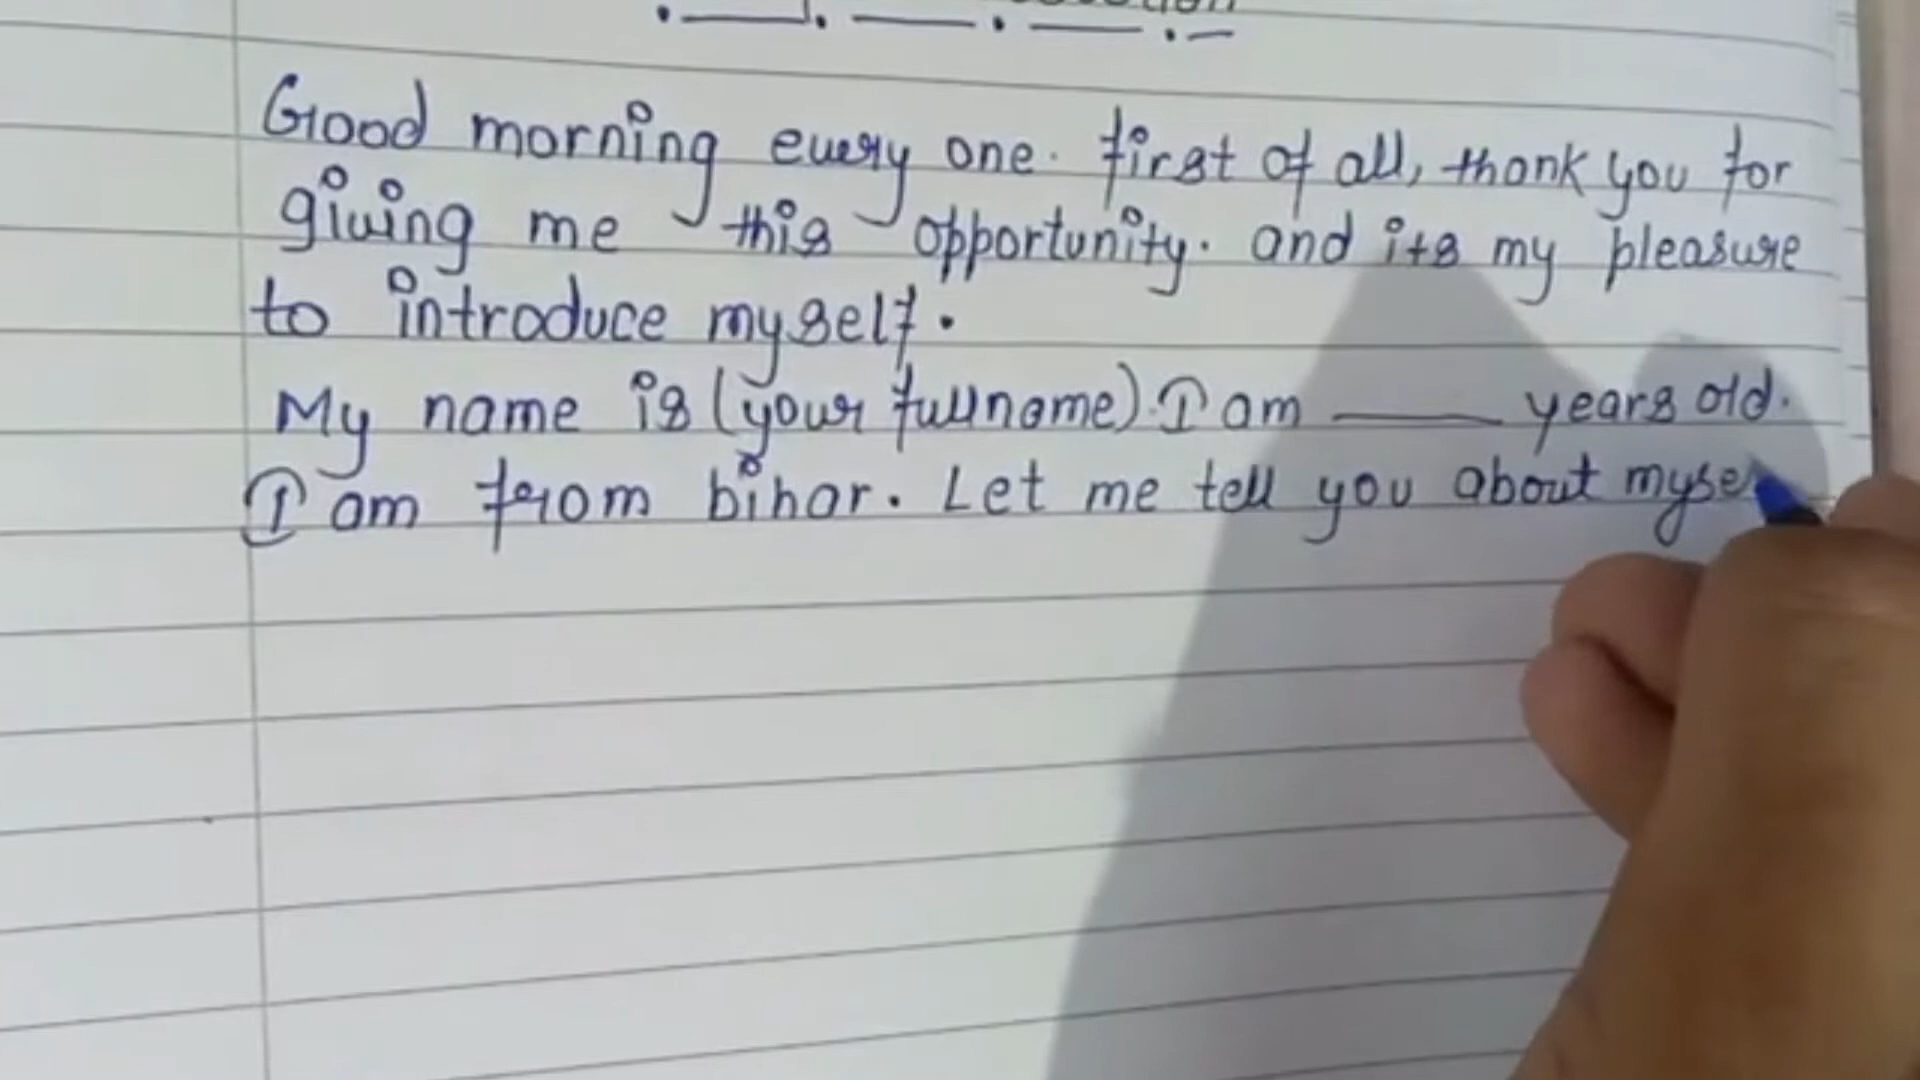 Good morning every one. first of all, thank you for
giving me this opportunity. and its my pleasure
to introduce myself.
My name is (your fullname). I am ______ years old.
I am from bihar. Let me tell you about myse